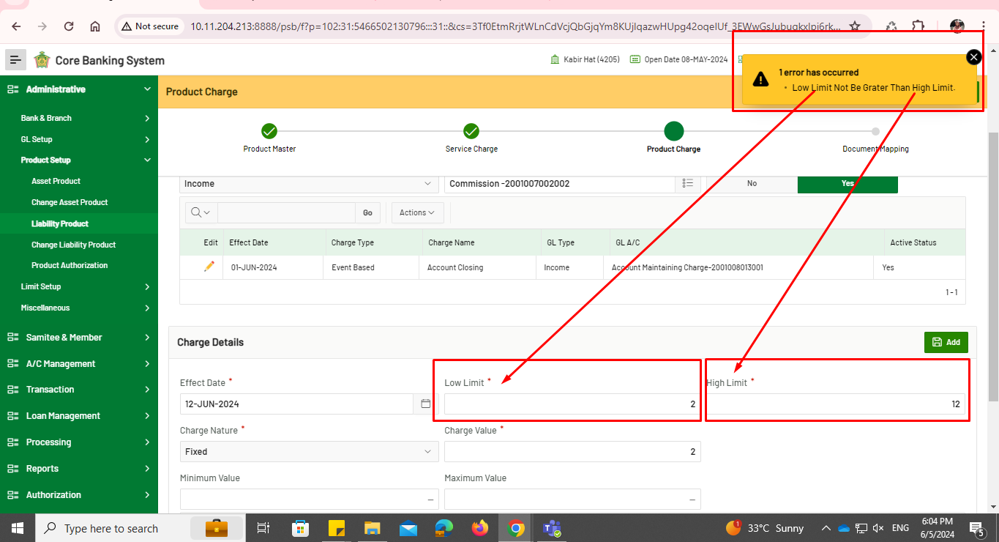 Not secure 10.11.204.213:8888/psb/f?p=102:31:5466502130796:::31::&cs=3Tf0EtmRrjtWLnCdVcjQbGjqYm8KUjlqazwHUpg42oqeIUf_3EWwGsJubuqkxlpi6rk...
Core Banking System
Kabir Hat (4205) Open Date 08-MAY-2024
1 error has occurred
• Low Limit Not Be Grater Than High Limit.
Administrative
Bank & Branch
GL Setup
Product Setup
Asset Product
Change Asset Product
Liability Product
Change Liability Product
Product Authorization
Limit Setup
Miscellaneous
Samitee & Member
A/C Management
Transaction
Loan Management
Processing
Reports
Authorization
Product Charge
Product Master Service Charge Product Charge Document Mapping
Income Commission -2001007002002 No Yes
Go Actions
Edit Effect Date Charge Type Charge Name GL Type GL A/C Active Status
01-JUN-2024 Event Based Account Closing Income Account Maintaining Charge-2001008013001 Yes
1 - 1
Charge Details Add
Effect Date * Low Limit * High Limit *
12-JUN-2024 2 12
Charge Nature * Charge Value *
Fixed 2
Minimum Value Maximum Value
– –
Type here to search 1 33°C Sunny ENG 6:04 PM
6/5/2024 5